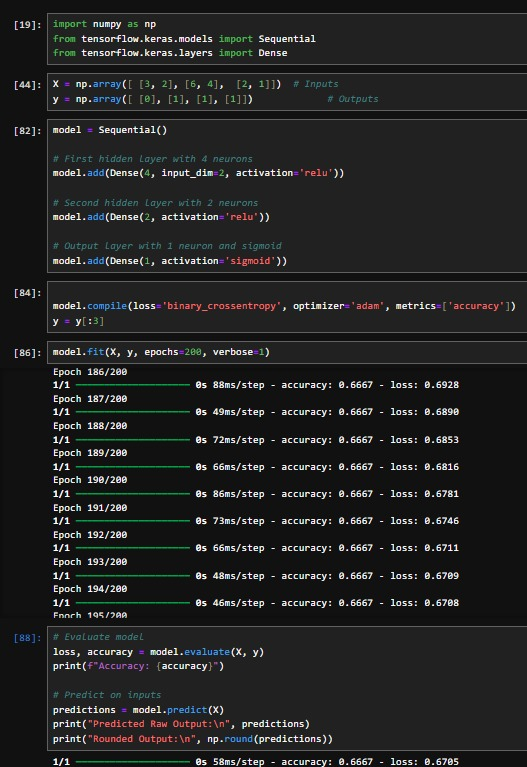 [19]: import numpy as np
from tensorflow.keras.models import Sequential
from tensorflow.keras.layers import Dense
[44]: X = np.array([ [3, 2], [6, 4],  [2, 1]])  # Inputs
y = np.array([ [0], [1], [1], [1]])            # Outputs
[82]: model = Sequential()
# First hidden layer with 4 neurons
model.add(Dense(4, input_dim=2, activation='relu'))
# Second hidden layer with 2 neurons
model.add(Dense(2, activation='relu'))
# Output layer with 1 neuron and sigmoid
model.add(Dense(1, activation='sigmoid'))
[84]:
model.compile(loss='binary_crossentropy', optimizer='adam', metrics=['accuracy'])
y = y[:3]
[86]: model.fit(X, y, epochs=200, verbose=1)
Epoch 186/200
1/1 0s 88ms/step - accuracy: 0.6667 - loss: 0.6928
Epoch 187/200
1/1 0s 49ms/step - accuracy: 0.6667 - loss: 0.6890
Epoch 188/200
1/1 0s 72ms/step - accuracy: 0.6667 - loss: 0.6853
Epoch 189/200
1/1 0s 66ms/step - accuracy: 0.6667 - loss: 0.6816
Epoch 190/200
1/1 0s 86ms/step - accuracy: 0.6667 - loss: 0.6781
Epoch 191/200
1/1 0s 73ms/step - accuracy: 0.6667 - loss: 0.6746
Epoch 192/200
1/1 0s 66ms/step - accuracy: 0.6667 - loss: 0.6711
Epoch 193/200
1/1 0s 48ms/step - accuracy: 0.6667 - loss: 0.6709
Epoch 194/200
1/1 0s 46ms/step - accuracy: 0.6667 - loss: 0.6708
Epoch 195/200
[88]: # Evaluate model
loss, accuracy = model.evaluate(X, y)
print(f"Accuracy: {accuracy}")
# Predict on inputs
predictions = model.predict(X)
print("Predicted Raw Output:\n", predictions)
print("Rounded Output:\n", np.round(predictions))
1/1 0s 58ms/step - accuracy: 0.6667 - loss: 0.6705